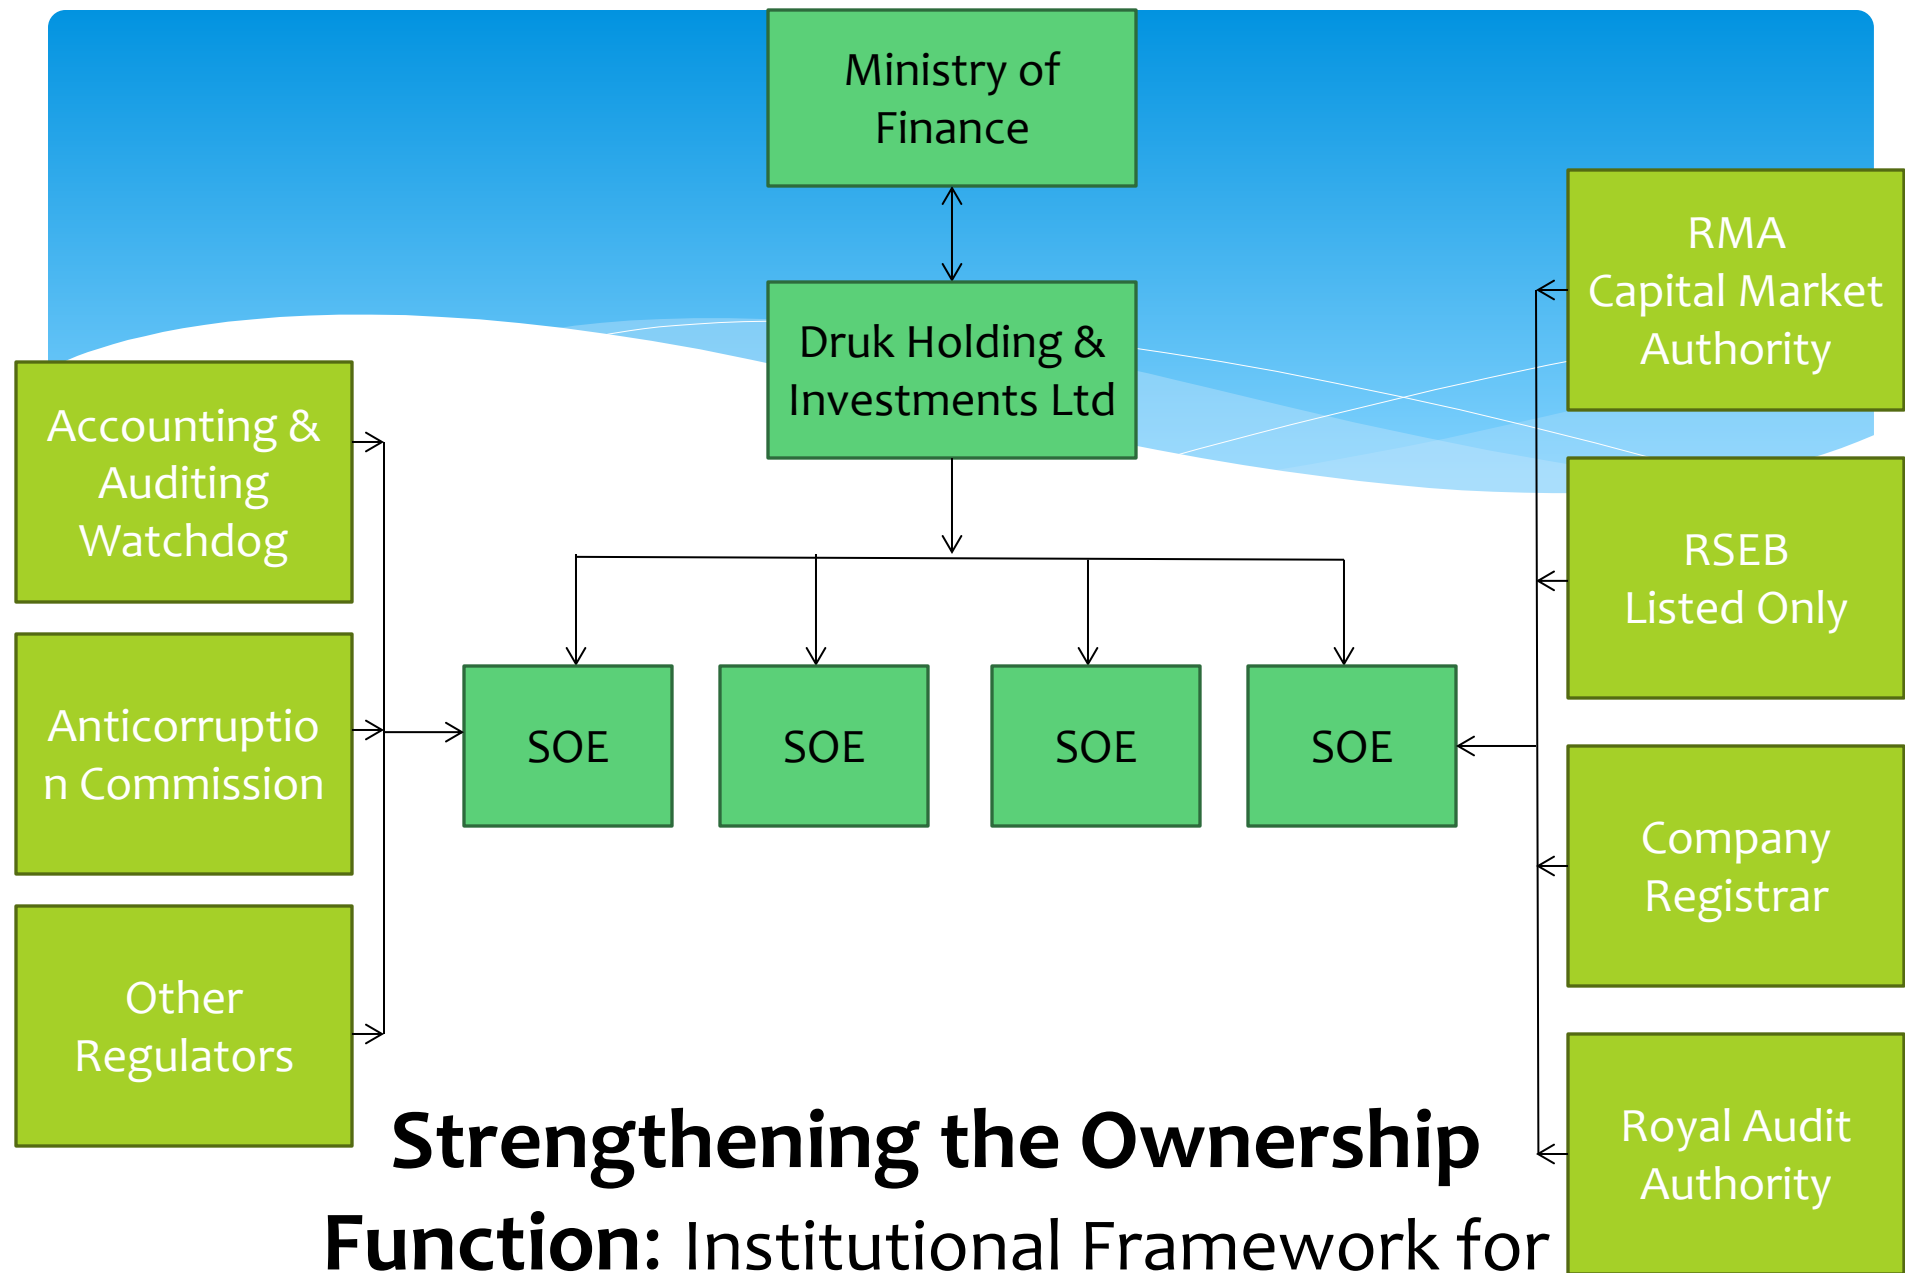 Ministry of
Finance
Druk Holding &
Investments Ltd
Accounting &
Auditing
Watchdog
Anticorruptio
n Commission
Other
Regulators
SOE
SOE
SOE
SOE
RMA
Capital Market
Authority
RSEB
Listed Only
Company
Registrar
Royal Audit
Authority
Strengthening the Ownership
Function: Institutional Framework for